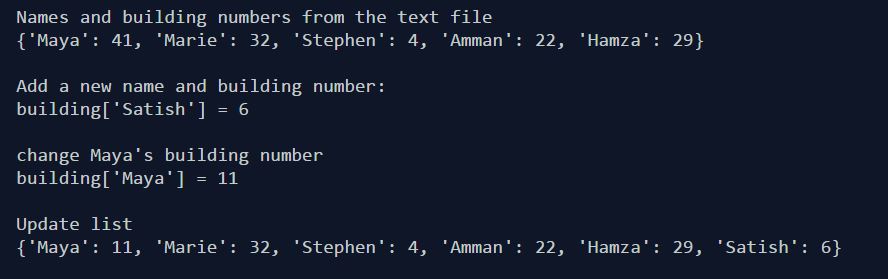 Names and building numbers from the text file
{'Maya': 41, 'Marie': 32, 'Stephen': 4, 'Amman': 22, 'Hamza': 29}
Add a new name and building number:
building['Satish'] = 6
change Maya's building number
building['Maya'] = 11
Update list
{'Maya': 11, 'Marie': 32, 'Stephen': 4, 'Amman': 22, 'Hamza': 29, 'Satish': 6}